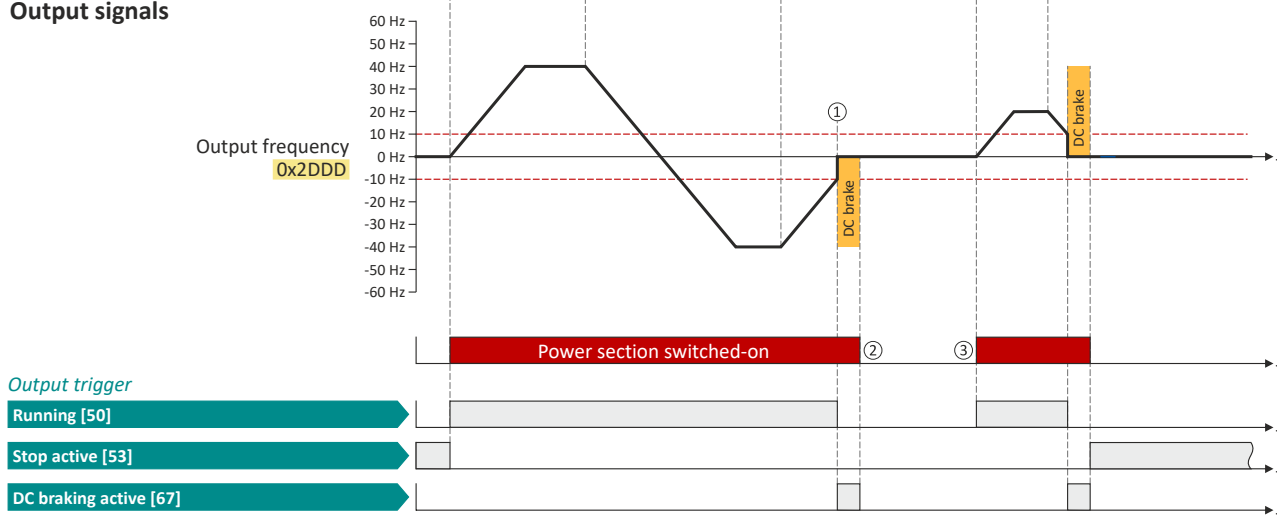 Output signals
60 Hz
50 Hz
40 Hz
30 Hz
20 Hz
10 Hz
0 Hz
-10 Hz
-20 Hz
-30 Hz
-40 Hz
-50 Hz
-60 Hz
Output frequency
0x2DDD
①
DC brake
DC brake
Power section switched-on
②
③
Output trigger
Running [50]
Stop active [53]
DC braking active [67]